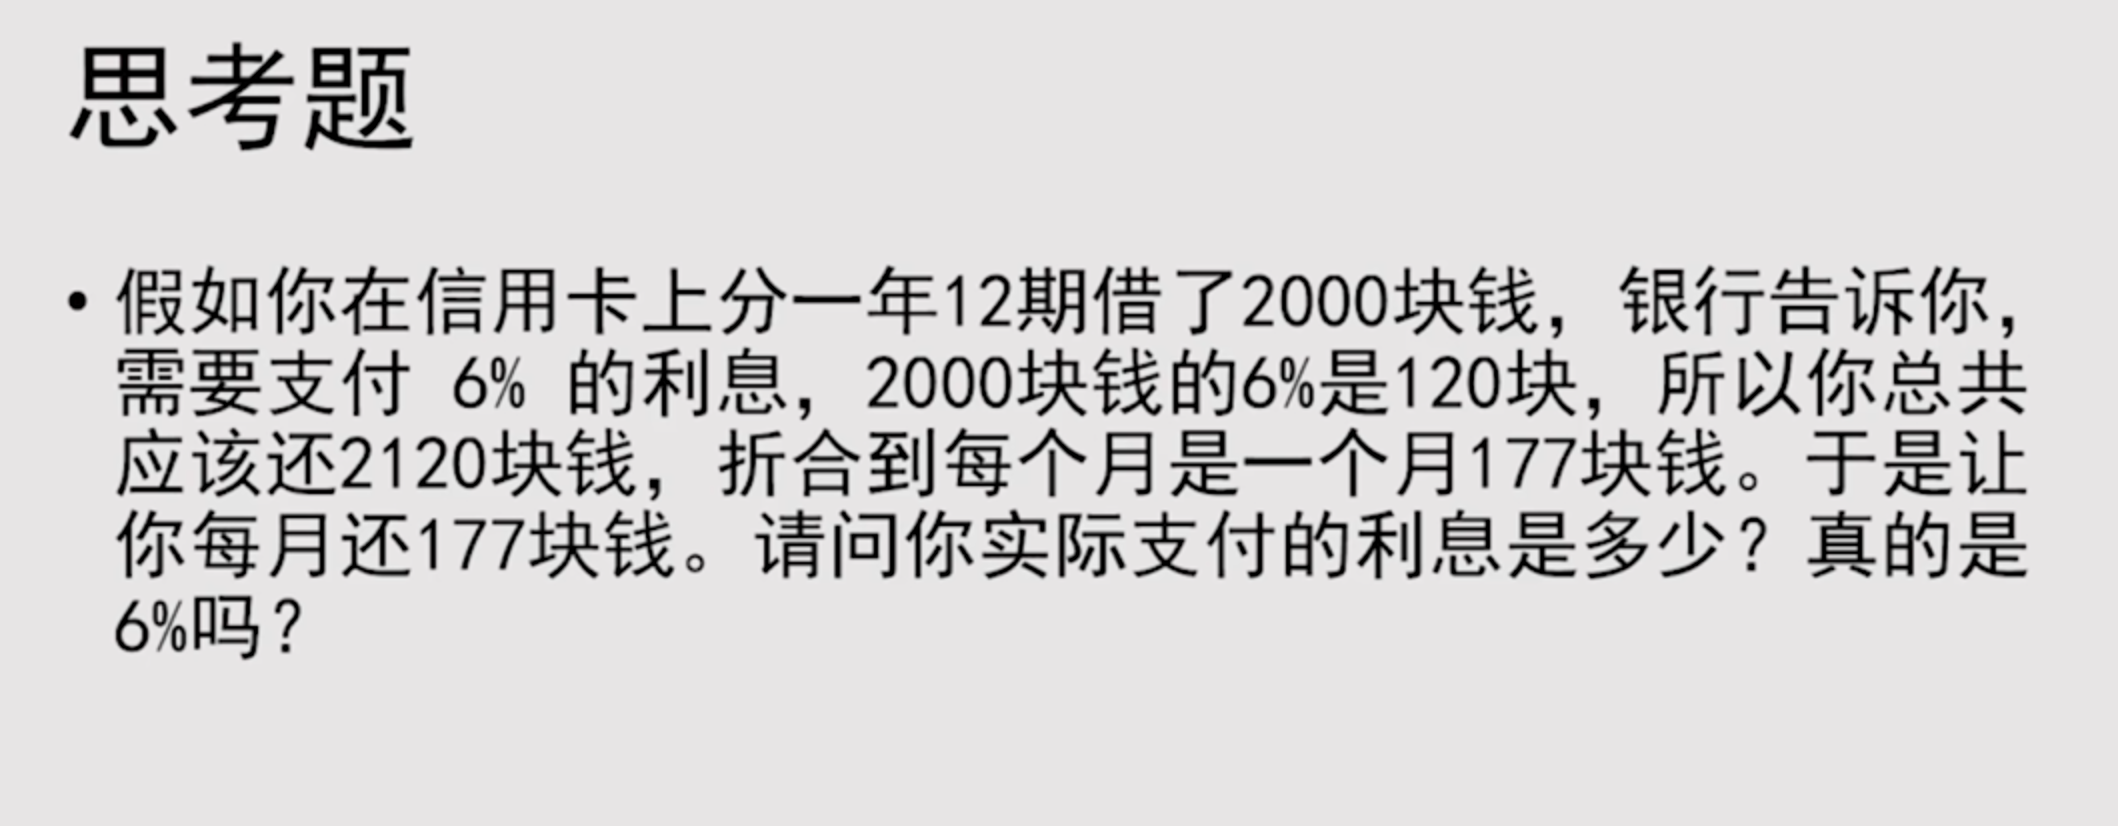 思考题
• 假如你在信用卡上分一年12期借了2000块钱，银行告诉你，
需要支付 6% 的利息，2000块钱的6%是120块，所以你总共
应该还2120块钱，折合到每个月是一个月177块钱。于是让
你每月还177块钱。请问你实际支付的利息是多少？真的是
6%吗？